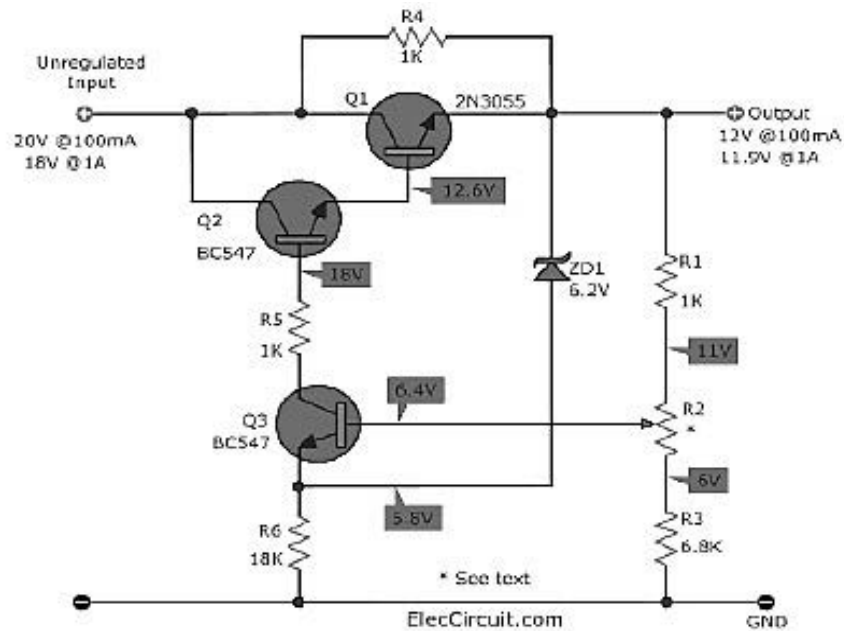 R4
1K
Unregulated
Input
Q1
2N3055
Output
20V @100mA
18V @1A
12V @100mA
11.9V @1A
12.6V
Q2
BC547
18V
ZD1
6.2V
R1
1K
R5
1K
11V
6.4V
Q3
BC547
R2
*
6V
5.8V
R6
18K
R3
6.8K
* See text
ElecCircuit.com
GND